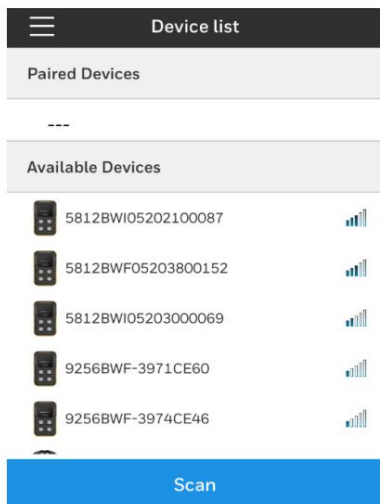 Device list
Paired Devices
---
Available Devices
5812BWI05202100087
5812BWF05203800152
5812BWI05203000069
9256BWF-3971CE60
9256BWF-3974CE46
Scan